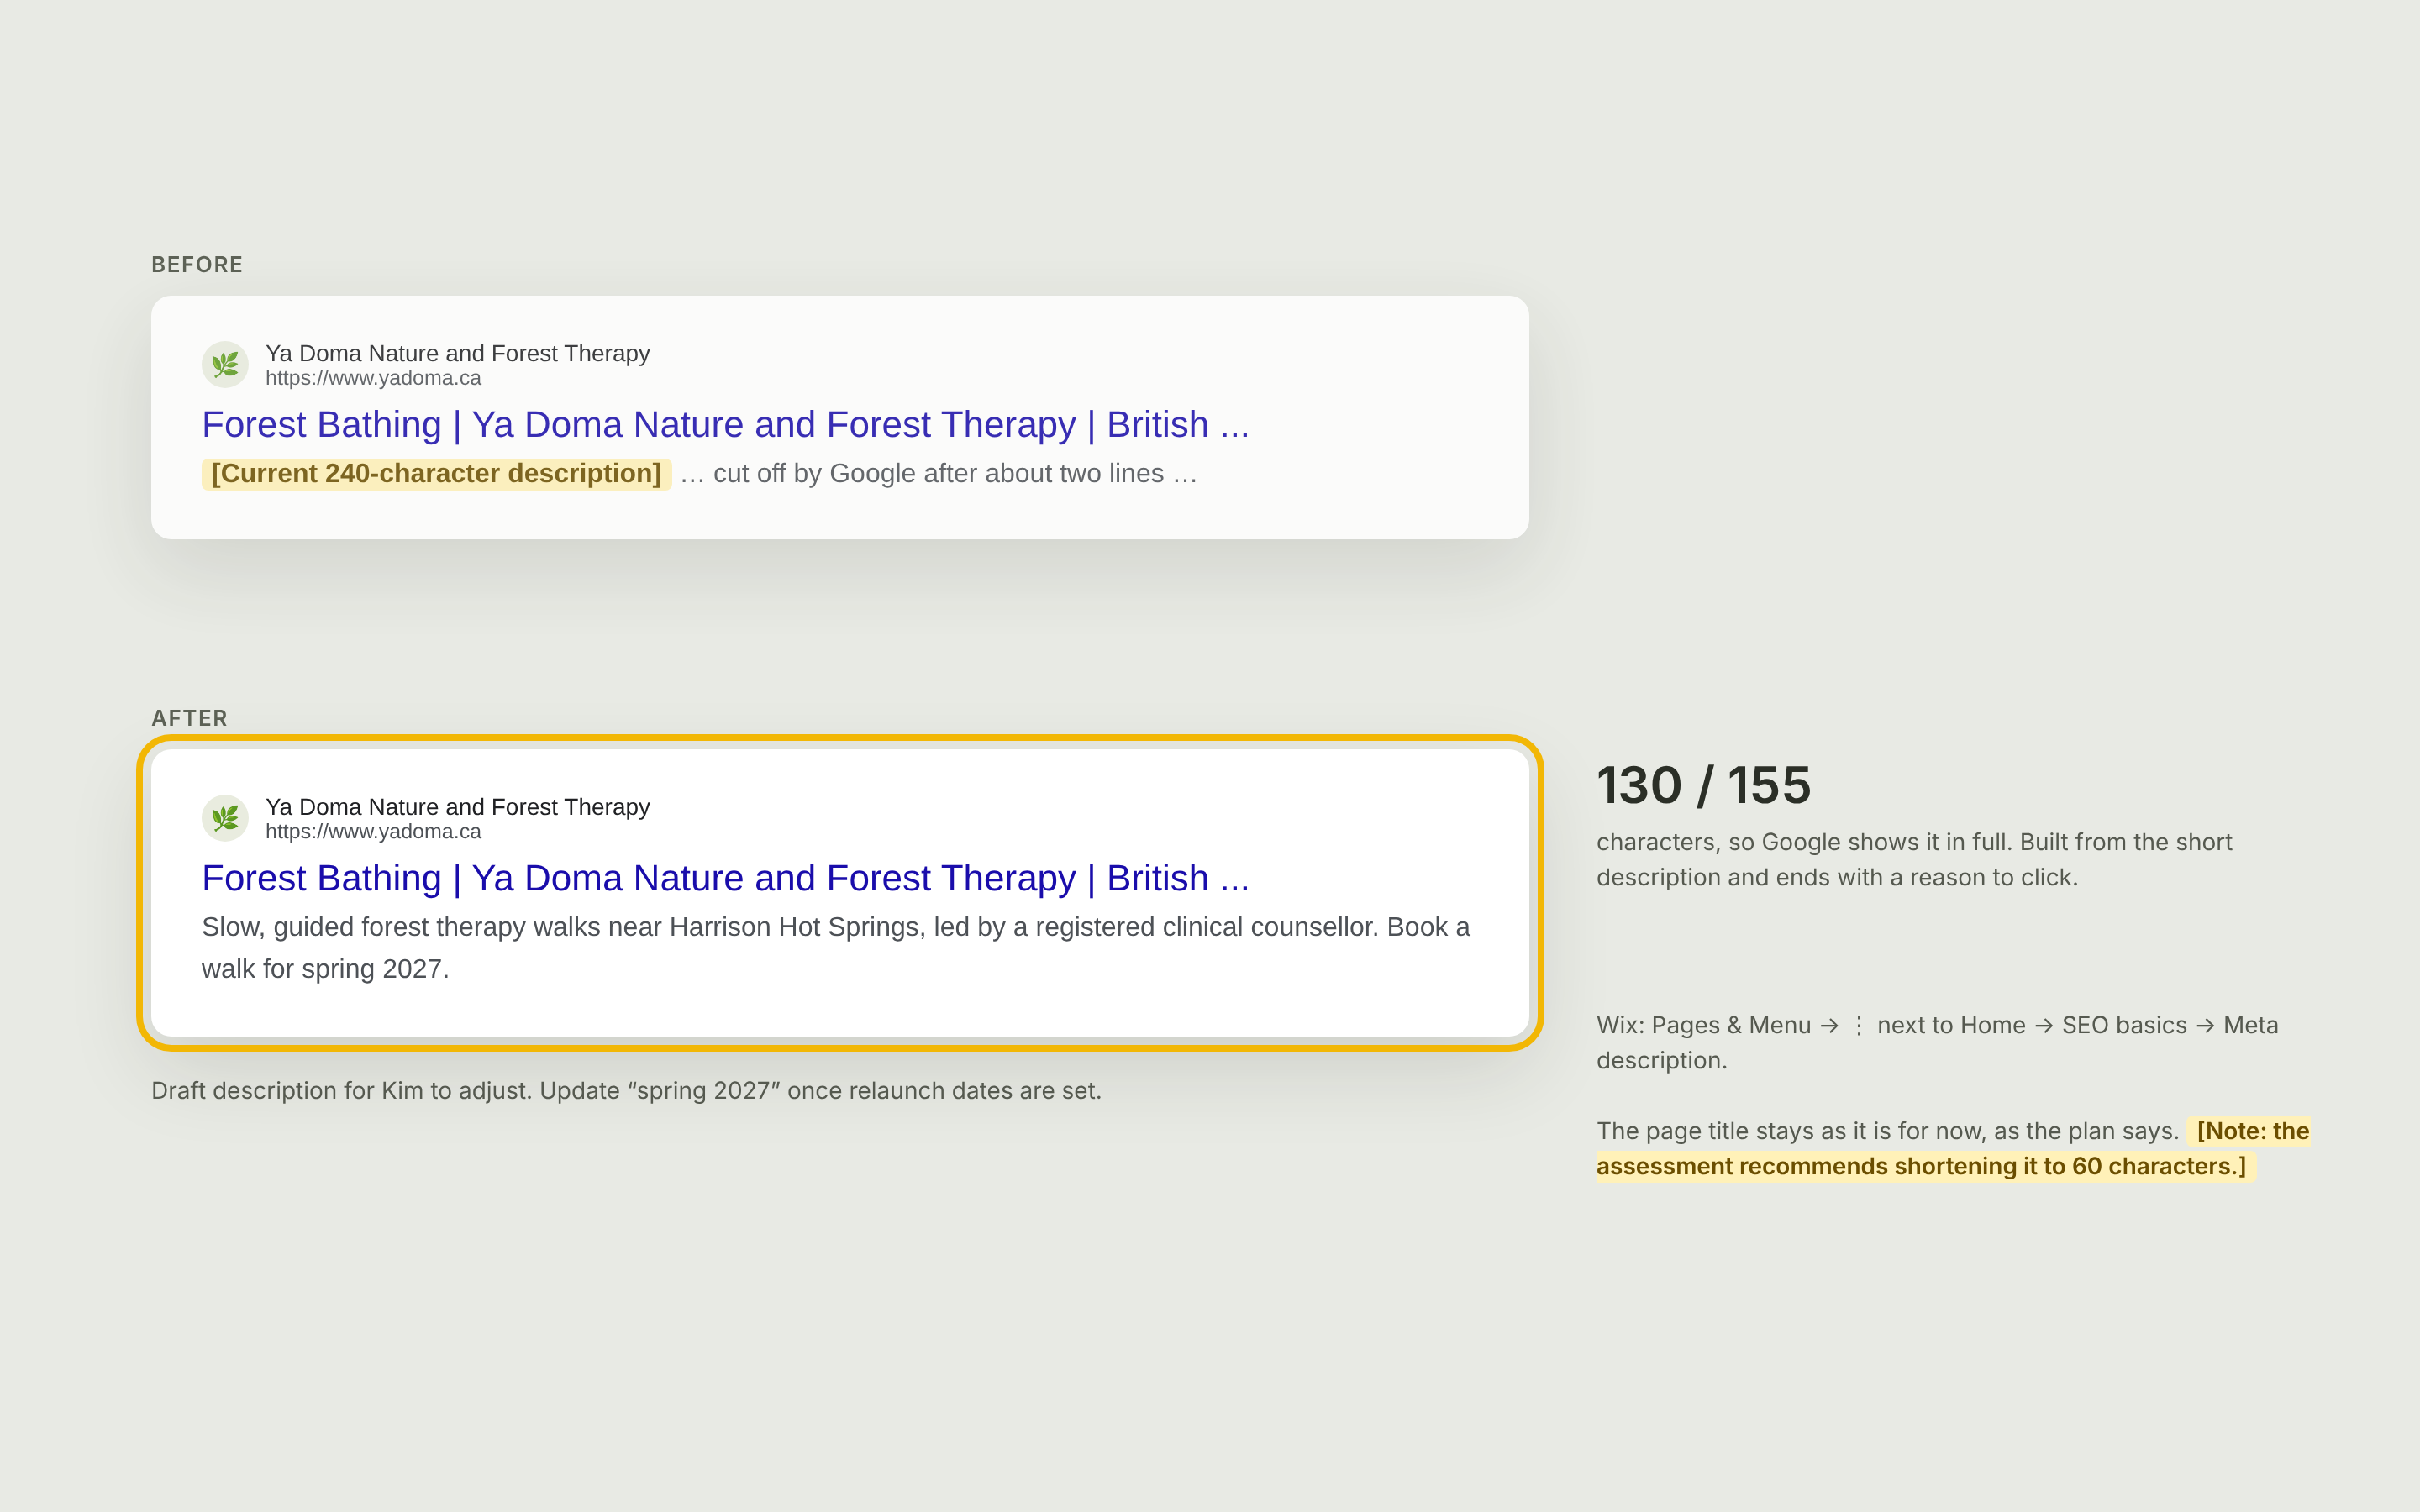 BEFORE
Ya Doma Nature and Forest Therapy
https://www.yadoma.ca
Forest Bathing | Ya Doma Nature and Forest Therapy | British ...
[Current 240-character description] … cut off by Google after about two lines …
AFTER
Ya Doma Nature and Forest Therapy
https://www.yadoma.ca
Forest Bathing | Ya Doma Nature and Forest Therapy | British ...
Slow, guided forest therapy walks near Harrison Hot Springs, led by a registered clinical counsellor. Book a
walk for spring 2027.
Draft description for Kim to adjust. Update “spring 2027” once relaunch dates are set.
130 / 155
characters, so Google shows it in full. Built from the short
description and ends with a reason to click.
Wix: Pages & Menu → ⋮ next to Home → SEO basics → Meta
description.
The page title stays as it is for now, as the plan says. [Note: the
assessment recommends shortening it to 60 characters.]